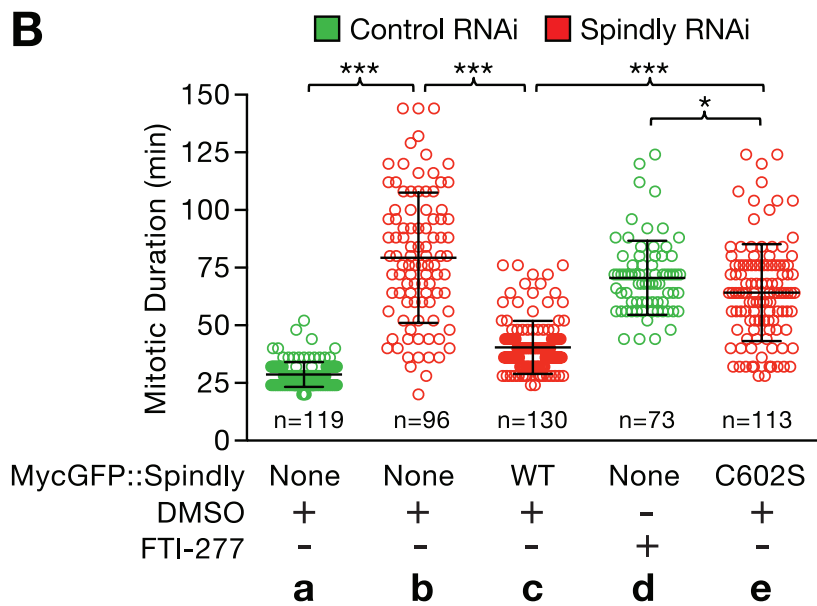 B
Control RNAi Spindly RNAi
*** *** ***
*
Mitotic Duration (min)
150
125
100
75
50
25
0
n=119 n=96 n=130 n=73 n=113
MycGFP::Spindly None None WT None C602S
DMSO + + + - +
FTI-277 - - - + -
a b c d e